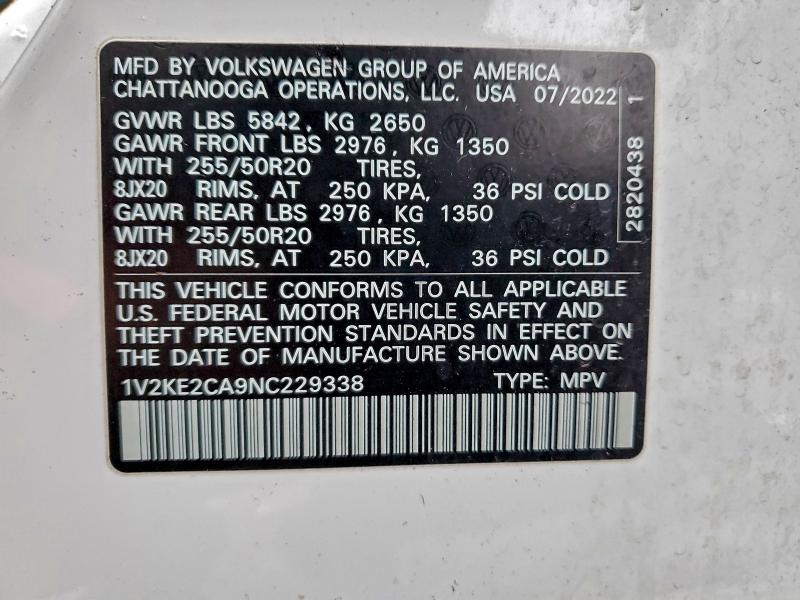 MFD BY VOLKSWAGEN GROUP OF AMERICA
CHATTANOOGA OPERATIONS, LLC. USA 07/2022
GVWR LBS 5842, KG 2650
GAWR FRONT LBS 2976, KG 1350
WITH 255/50R20 TIRES,
8JX20 RIMS, AT 250 KPA, 36 PSI COLD
GAWR REAR LBS 2976, KG 1350
WITH 255/50R20 TIRES,
8JX20 RIMS, AT 250 KPA, 36 PSI COLD
THIS VEHICLE CONFORMS TO ALL APPLICABLE
U.S. FEDERAL MOTOR VEHICLE SAFETY AND
THEFT PREVENTION STANDARDS IN EFFECT ON
THE DATE OF MANUFACTURE SHOWN ABOVE.
1V2KE2CA9NC229338 TYPE: MPV
2820438 1